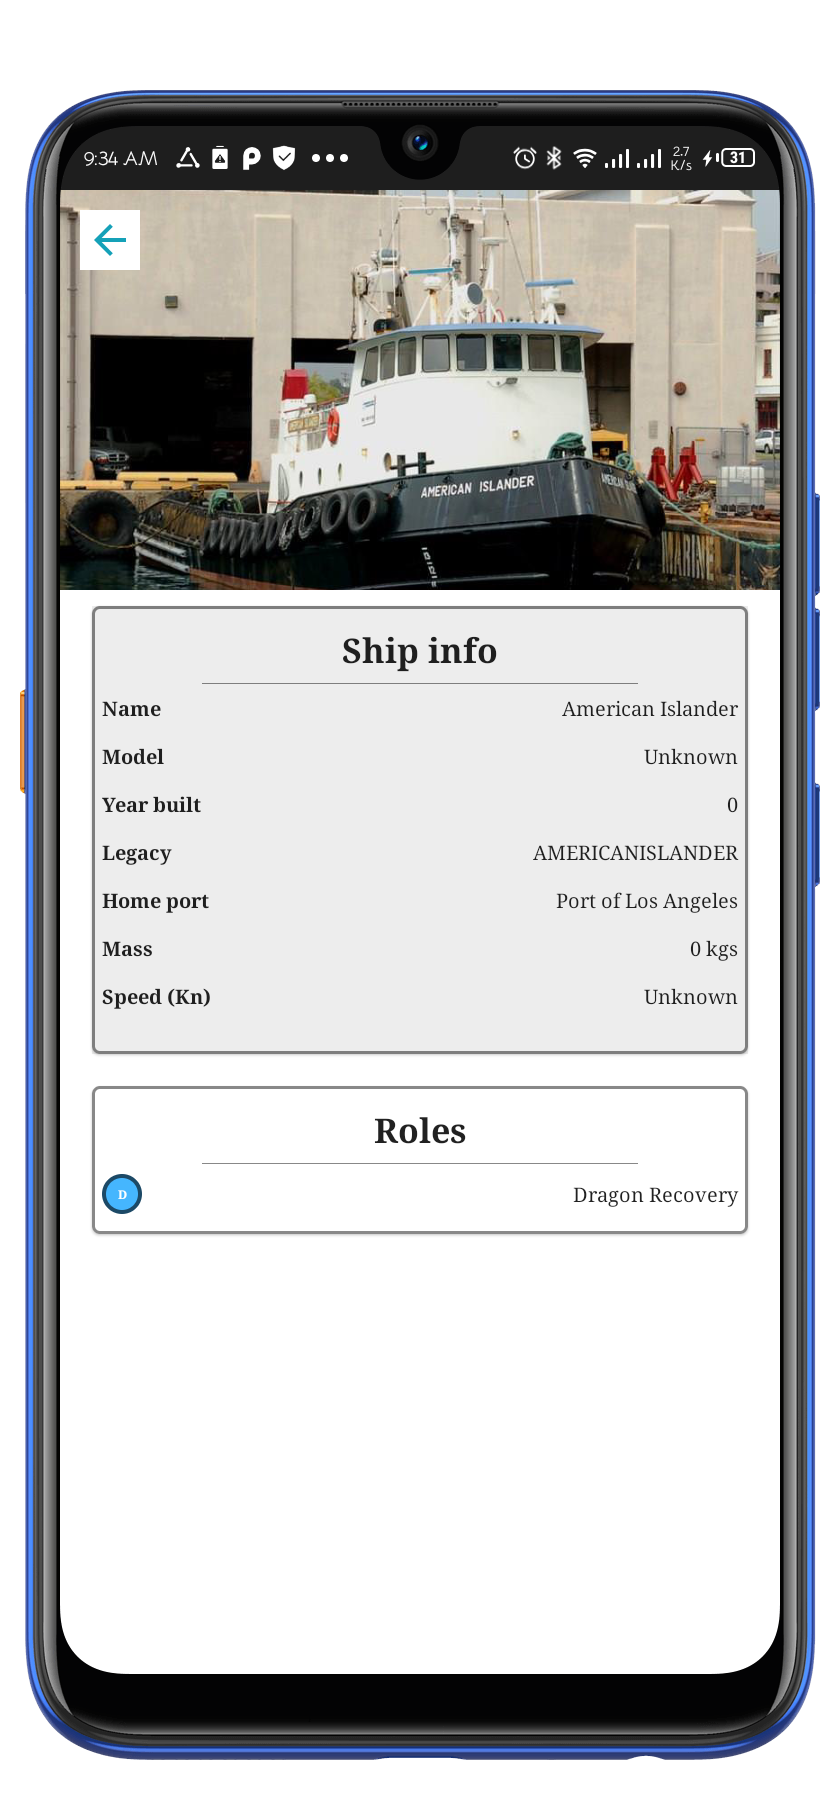 9:34 AM
2.7
K/s
31
AMERICAN ISLANDER
MARINE
Ship info
Name American Islander
Model Unknown
Year built 0
Legacy AMERICANISLANDER
Home port Port of Los Angeles
Mass 0 kgs
Speed (Kn) Unknown
Roles
D Dragon Recovery